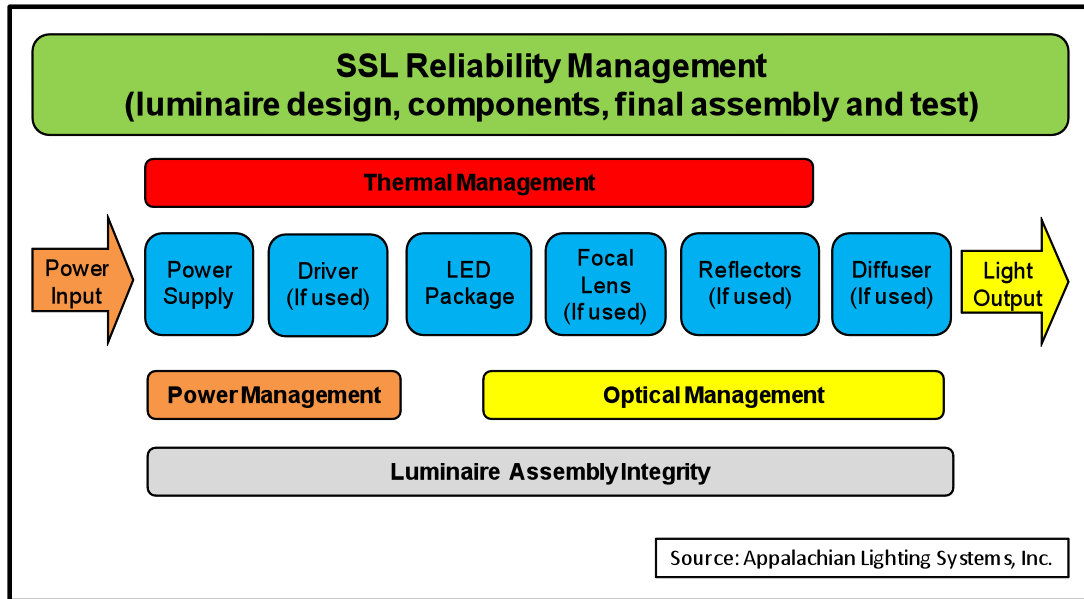 SSL Reliability Management
(luminaire design, components, final assembly and test)
Thermal Management
Power
Input
Power
Supply
Driver
(If used)
LED
Package
Focal
Lens
(If used)
Reflectors
(If used)
Diffuser
(If used)
Light
Output
Power Management
Optical Management
Luminaire Assembly Integrity
Source: Appalachian Lighting Systems, Inc.